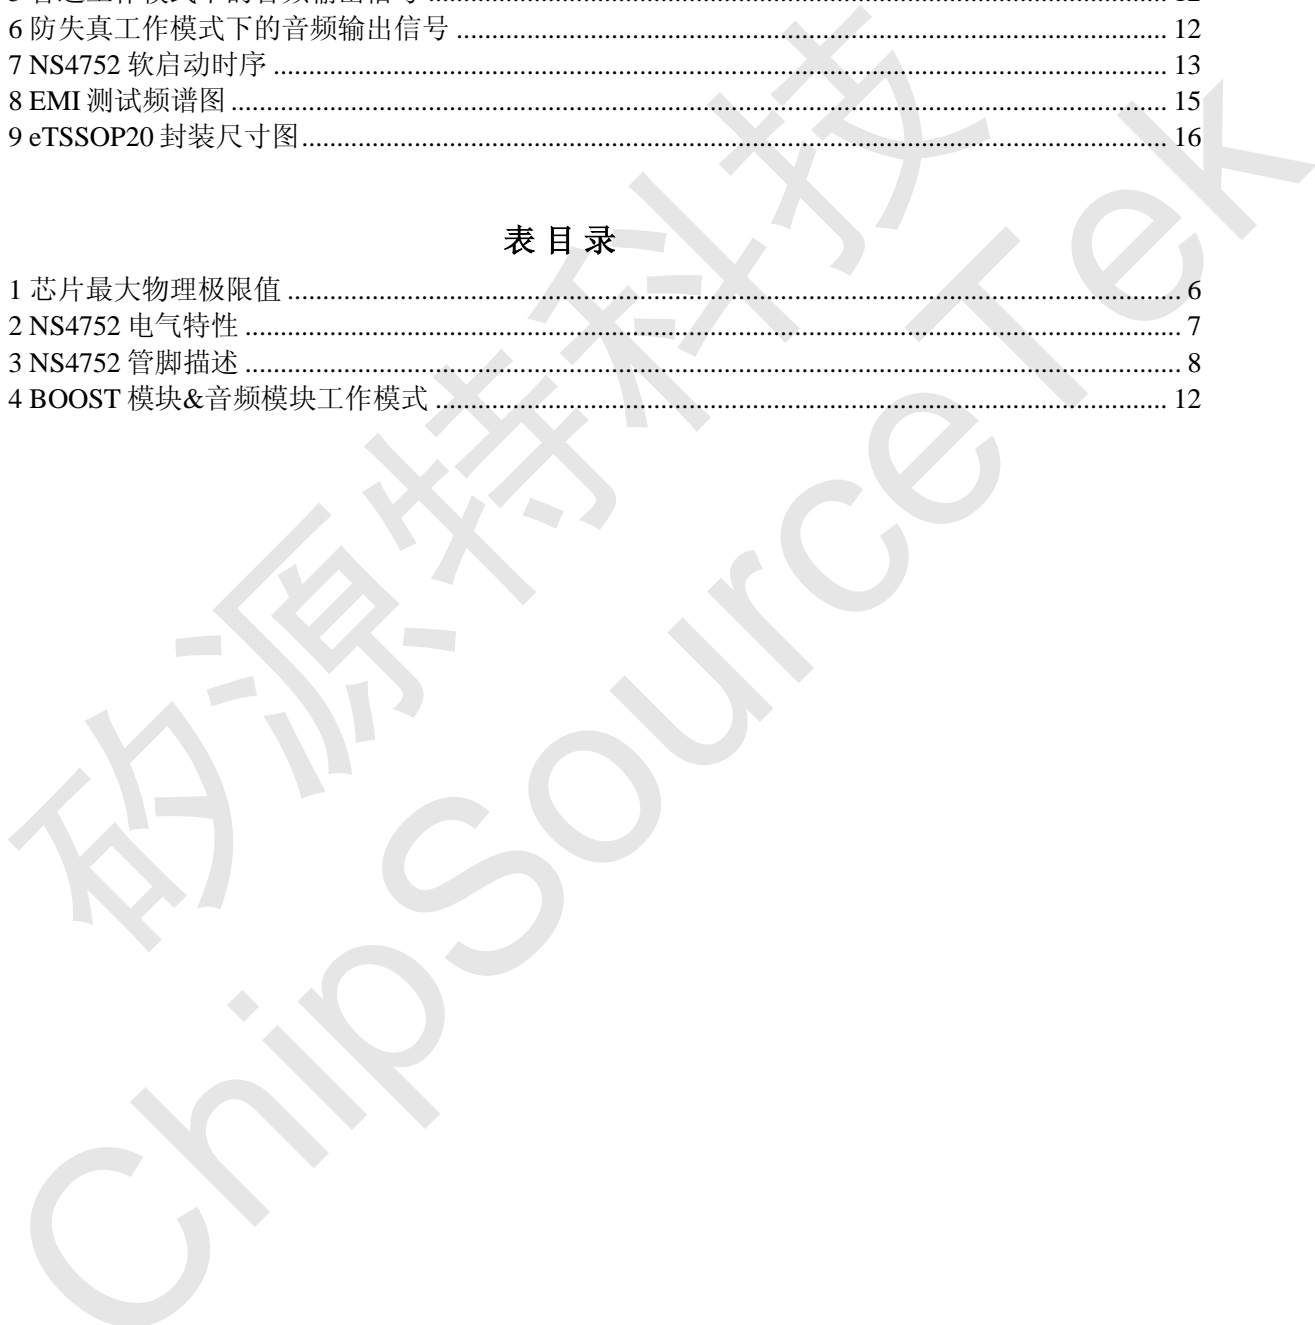 6 防失真工作模式下的音频输出信号 ........ 12
7 NS4752 软启动时序 ........ 13
8 EMI 测试频谱图 ........ 15
9 eTSSOP20 封装尺寸图 ........ 16
表 目 录
1 芯片最大物理极限值 ........ 6
2 NS4752 电气特性 ........ 7
3 NS4752 管脚描述 ........ 8
4 BOOST 模块&音频模块工作模式 ........ 12
矽源特科技
ChipSourceTek